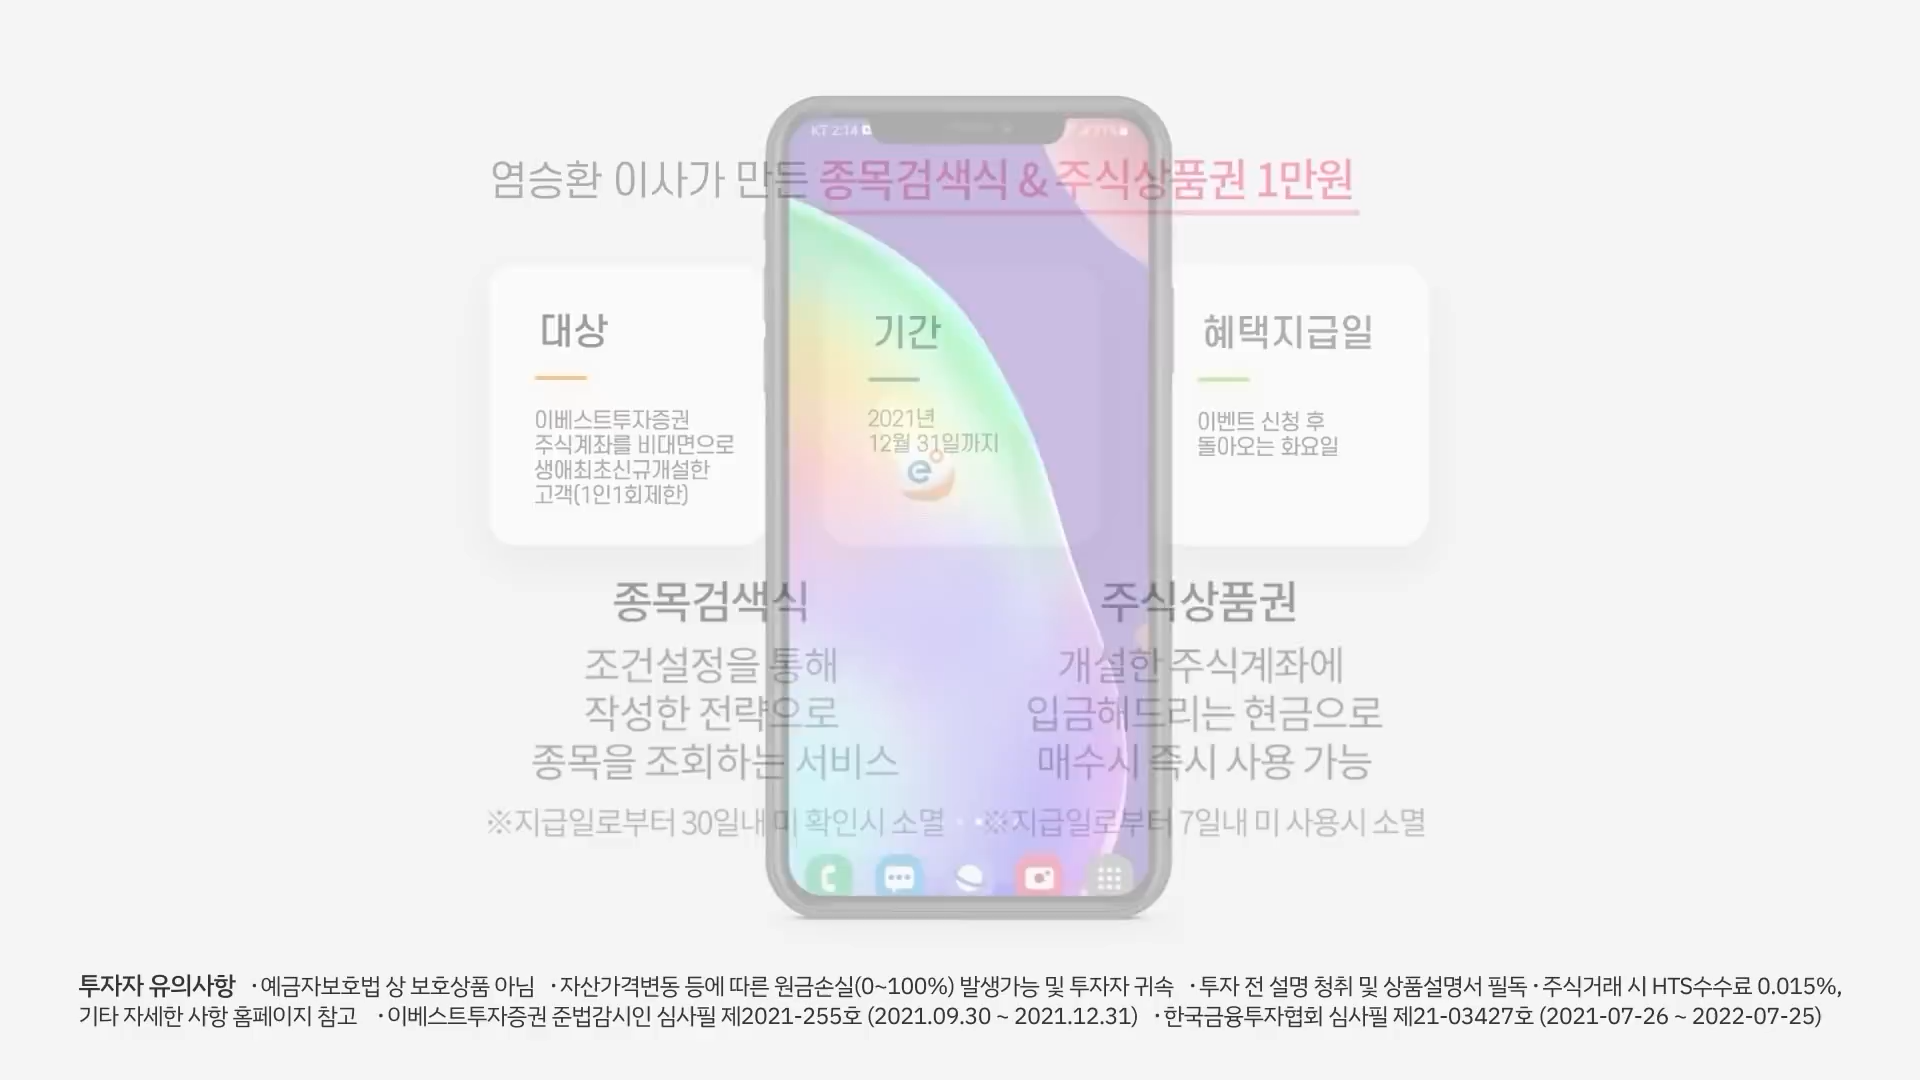 KT 2:14
염승환 이사가 만든 종목검색식 & 주식상품권 1만원
대상
이베스트투자증권
주식계좌를 비대면으로
생애최초신규개설한
고객(1인1회제한)
기간
2021년
12월 31일까지
혜택지급일
이벤트 신청 후
돌아오는 화요일
e
종목검색식
조건설정을 통해
작성한 전략으로
종목을 조회하는 서비스
※지급일로부터 30일내 미 확인시 소멸
주식상품권
개설한 주식계좌에
입금해드리는 현금으로
매수시 즉시 사용 가능
※지급일로부터 7일내 미 사용시 소멸
투자자 유의사항 ·예금자보호법 상 보호상품 아님 ·자산가격변동 등에 따른 원금손실(0~100%) 발생가능 및 투자자 귀속 ·투자 전 설명 청취 및 상품설명서 필독·주식거래 시 HTS수수료 0.015%,
기타 자세한 사항 홈페이지 참고 ·이베스트투자증권 준법감시인 심사필 제2021-255호 (2021.09.30 ~ 2021.12.31) ·한국금융투자협회 심사필 제21-03427호 (2021-07-26 ~ 2022-07-25)